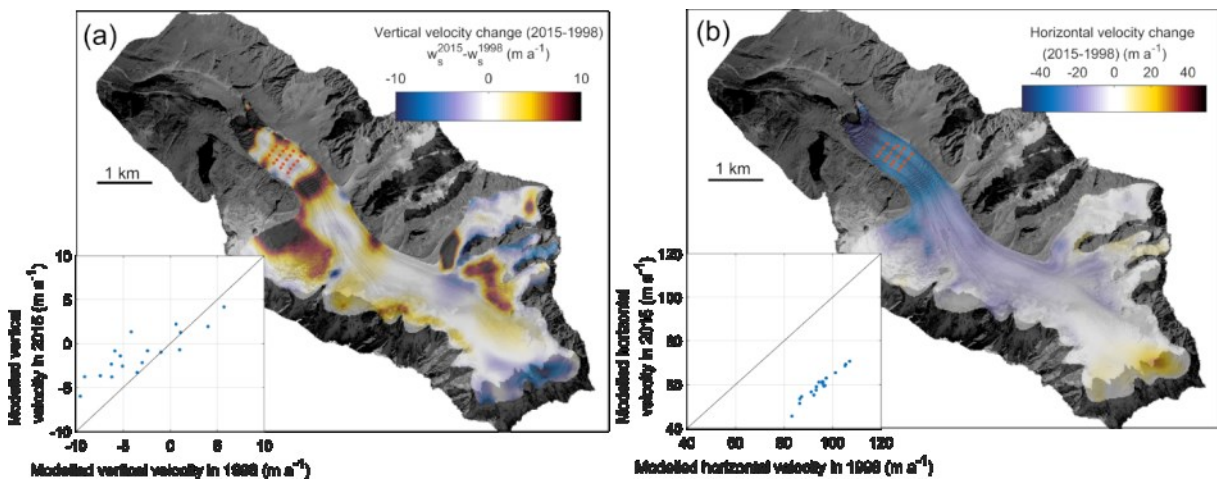 (a)
Vertical velocity change (2015-1998)
w_s^2015-w_s^1998 (m a⁻¹)
-10 0 10
1 km
Modelled vertical
velocity in 2015 (m a⁻¹)
10
5
0
-5
-10
-10 -5 0 5 10
Modelled vertical velocity in 1998 (m a⁻¹)
(b)
Horizontal velocity change
(2015-1998) (m a⁻¹)
-40 -20 0 20 40
1 km
Modelled horizontal
velocity in 2015 (m a⁻¹)
120
100
80
60
40
40 60 80 100 120
Modelled horizontal velocity in 1998 (m a⁻¹)